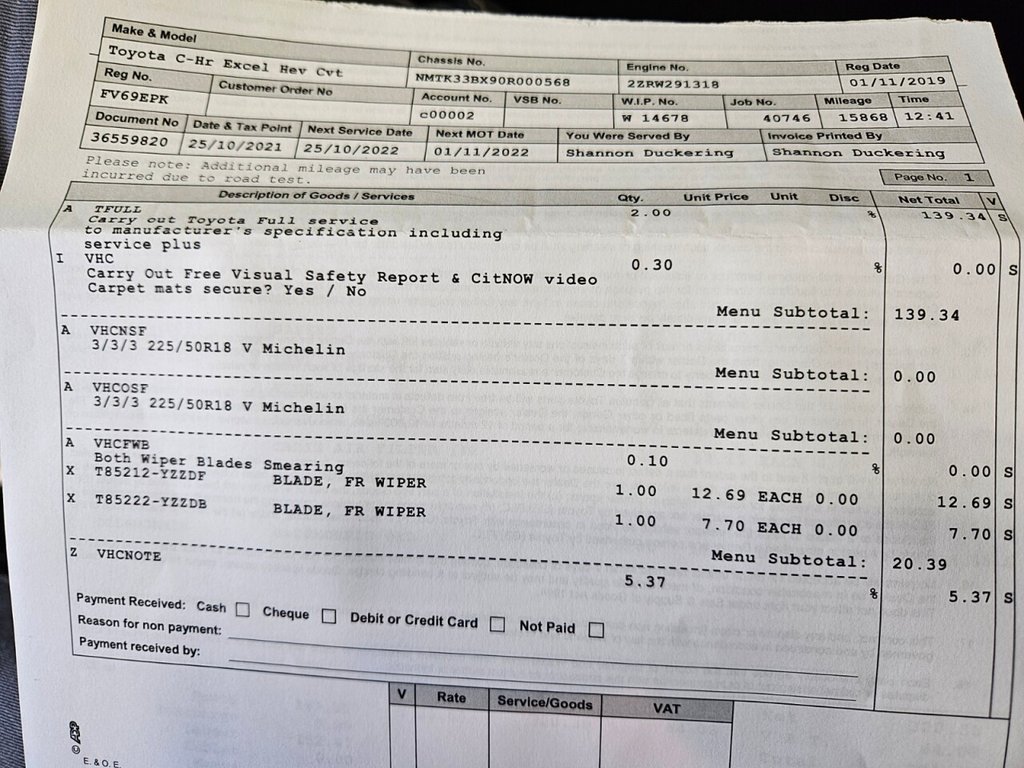 Make & Model
Toyota C-Hr Excel Hev Cvt
Chassis No.
NMTK33BX90R000568
Engine No.
2ZRW291318
Reg Date
01/11/2019
Reg No.
FV69EPK
Customer Order No
Account No.
c00002
VSB No.
W.I.P. No.
W 14678
Job No.
40746
Mileage
15868
Time
12:41
Document No
36559820
Date & Tax Point
25/10/2021
Next Service Date
25/10/2022
Next MOT Date
01/11/2022
You Were Served By
Shannon Duckering
Invoice Printed By
Shannon Duckering
Please note: Additional mileage may have been
incurred due to road test.
Page No. 1
Description of Goods / Services Qty. Unit Price Unit Disc Net Total V
A TFULL 2.00 % 139.34 S
Carry out Toyota Full service
to manufacturer's specification including
service plus
I VHC 0.30 % 0.00 S
Carry Out Free Visual Safety Report & CitNOW video
Carpet mats secure? Yes / No
Menu Subtotal: 139.34
A VHCNSF
3/3/3 225/50R18 V Michelin
Menu Subtotal: 0.00
A VHCOSF
3/3/3 225/50R18 V Michelin
Menu Subtotal: 0.00
A VHCFWB 0.10 % 0.00 S
Both Wiper Blades Smearing
X T85212-YZZDF BLADE, FR WIPER 1.00 12.69 EACH 0.00 12.69 S
X T85222-YZZDB BLADE, FR WIPER 1.00 7.70 EACH 0.00 7.70 S
Menu Subtotal: 20.39
Z VHCNOTE 5.37 % 5.37 S
Payment Received: Cash Cheque Debit or Credit Card Not Paid
Reason for non payment:
Payment received by:
V Rate Service/Goods VAT
©
E. & O. E.